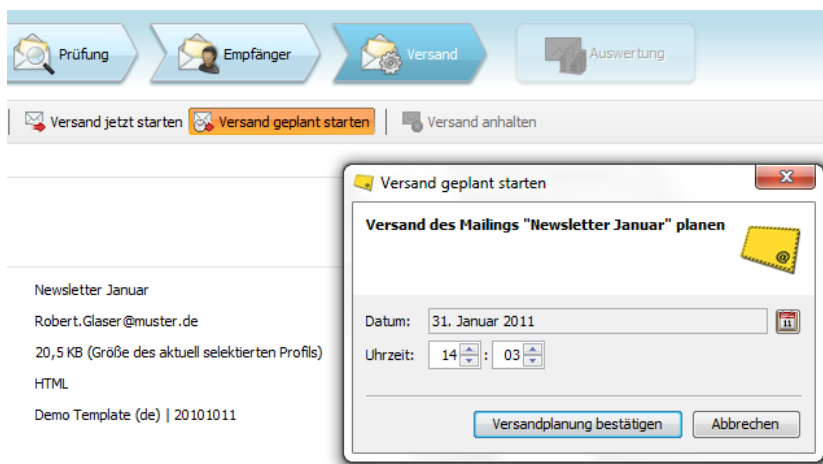 Prüfung
Empfänger
Versand
Auswertung
Versand jetzt starten
Versand geplant starten
Versand anhalten
Versand geplant starten
Versand des Mailings "Newsletter Januar" planen
Newsletter Januar
Robert.Glaser@muster.de
20,5 KB (Größe des aktuell selektierten Profils)
HTML
Demo Template (de) | 20101011
Datum: 31. Januar 2011
11
Uhrzeit: 14 : 03
Versandplanung bestätigen
Abbrechen